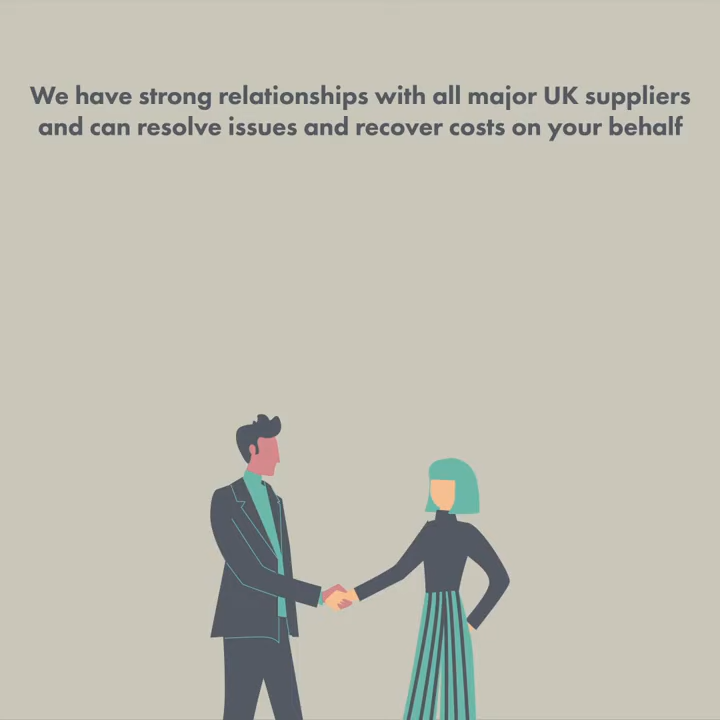 We have strong relationships with all major UK suppliers
and can resolve issues and recover costs on your behalf